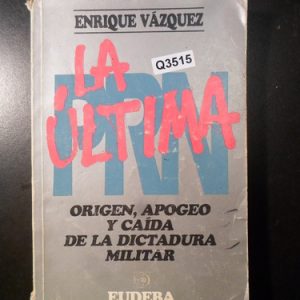 ENRIQUE VÁZQUEZ
Q3515
LA
ÚLTIMA
PRN
ORIGEN, APOGEO
Y CAÍDA
DE LA DICTADURA
MILITAR
EUDEBA